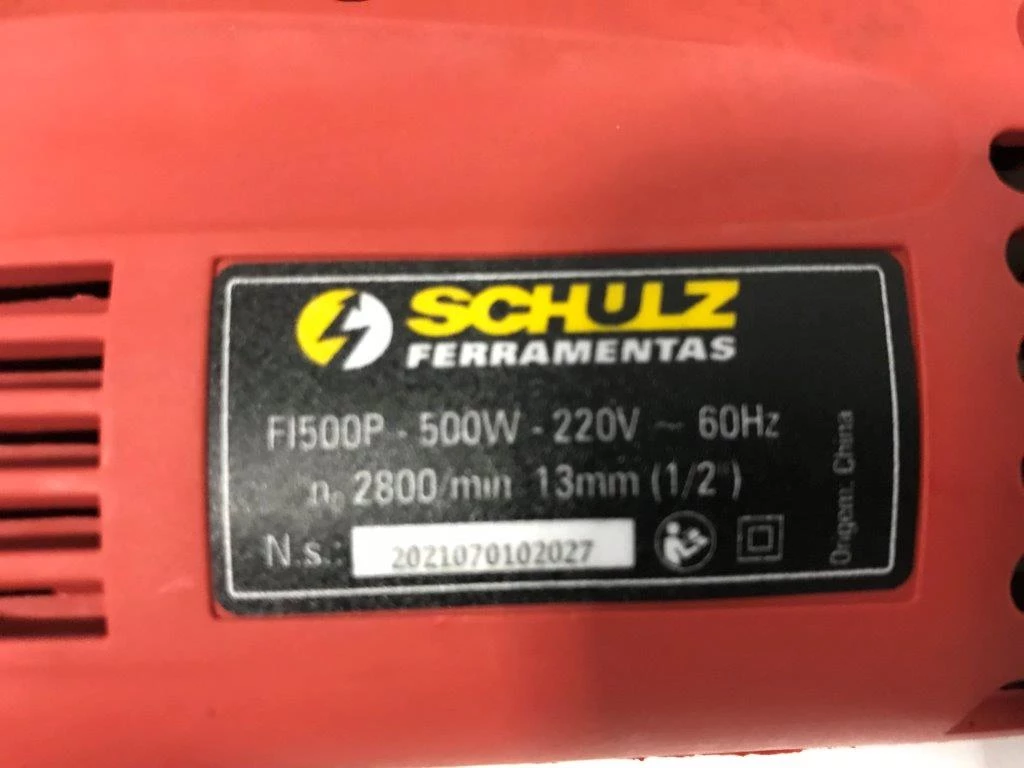 SCHULZ
FERRAMENTAS
FI500P - 500W - 220V ~ 60Hz
n₀ 2800/min 13mm (1/2")
N.s.: 2021070102027
Origem: China